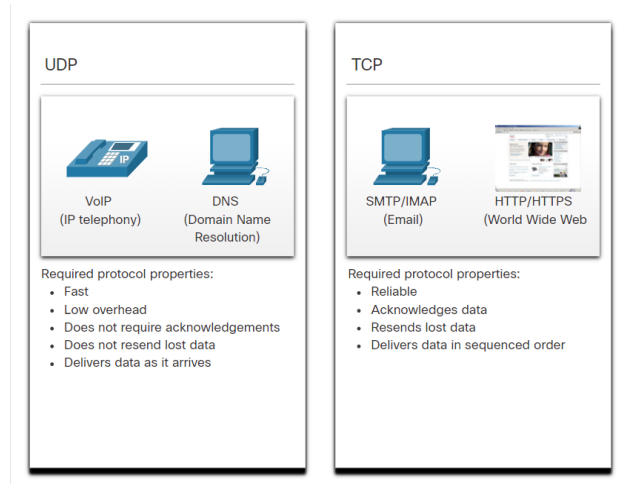 UDP
IP
VoIP
(IP telephony)
DNS
(Domain Name
Resolution)
Required protocol properties:
• Fast
• Low overhead
• Does not require acknowledgements
• Does not resend lost data
• Delivers data as it arrives
TCP
SMTP/IMAP
(Email)
HTTP/HTTPS
(World Wide Web
Required protocol properties:
• Reliable
• Acknowledges data
• Resends lost data
• Delivers data in sequenced order